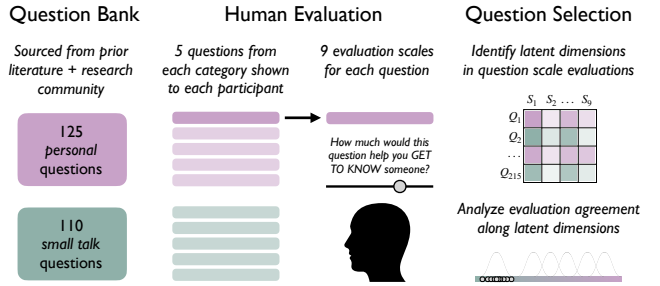 Question Bank
Sourced from prior
literature + research
community
125
personal
questions
110
small talk
questions
Human Evaluation
5 questions from
each category shown
to each participant
9 evaluation scales
for each question
How much would this
question help you GET
TO KNOW someone?
Question Selection
Identify latent dimensions
in question scale evaluations
S1 S2 ... S9
Q1
Q2
...
Q215
Analyze evaluation agreement
along latent dimensions